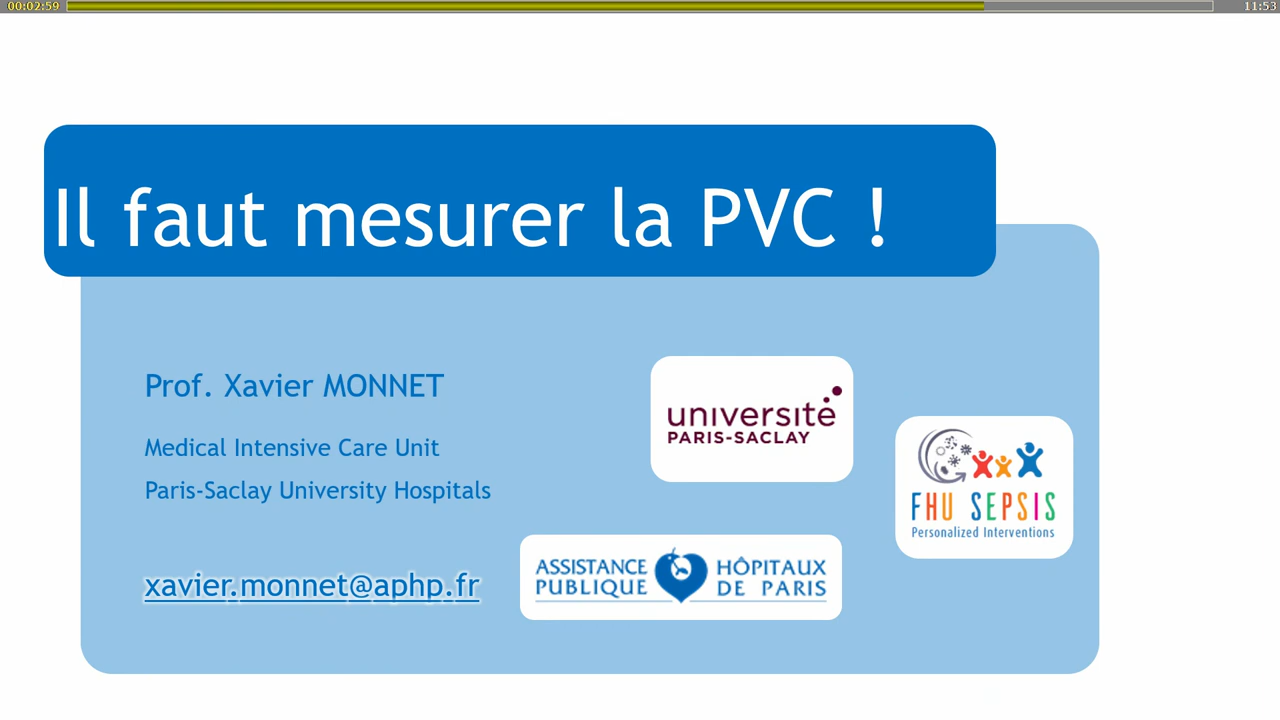 00:02:59
11:53
Il faut mesurer la PVC !
Prof. Xavier MONNET
Medical Intensive Care Unit
Paris-Saclay University Hospitals
xavier.monnet@aphp.fr
université
PARIS-SACLAY
FHU SEPSIS
Personalized Interventions
ASSISTANCE
PUBLIQUE
HÔPITAUX
DE PARIS